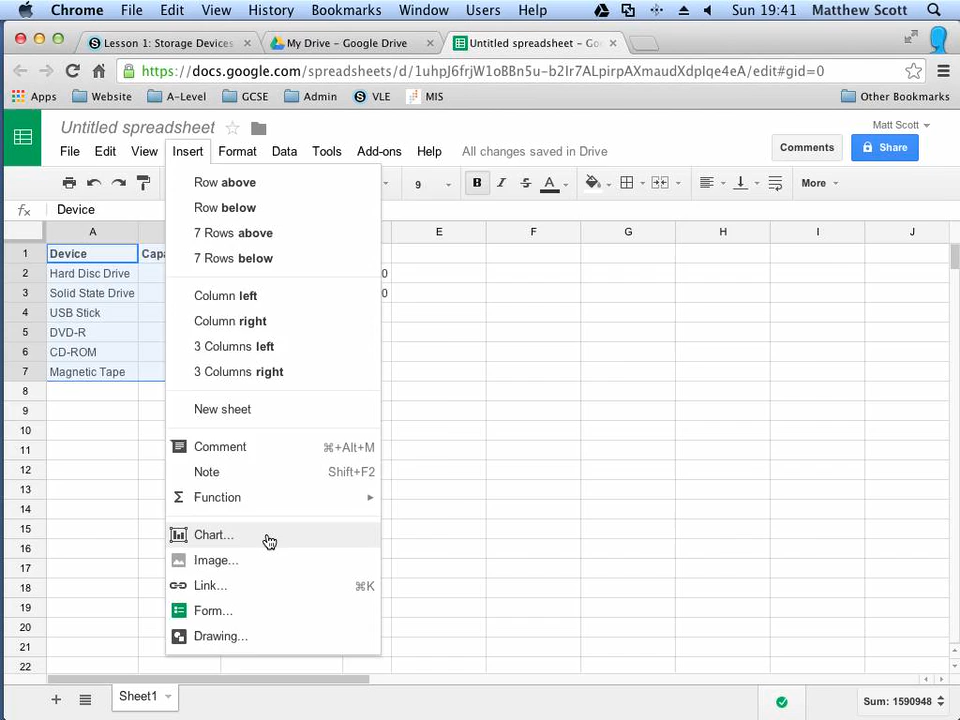 Chrome File Edit View History Bookmarks Window Users Help Sun 19:41 Matthew Scott
Lesson 1: Storage Devices × My Drive – Google Drive × Untitled spreadsheet – Go ×
https://docs.google.com/spreadsheets/d/1uhpJ6frjW1oBBn5u-b2Ir7ALpirpAXmaudXdpIqe4eA/edit#gid=0
Apps Website A-Level GCSE Admin VLE MIS Other Bookmarks
Untitled spreadsheet Matt Scott
File Edit View Insert Format Data Tools Add-ons Help All changes saved in Drive Comments Share
9 B I S A More
fx Device
A E F G H I J
1 Device Capa
2 Hard Disc Drive 0
3 Solid State Drive 0
4 USB Stick
5 DVD-R
6 CD-ROM
7 Magnetic Tape
8
9
10
11
12
13
14
15
16
17
18
19
20
21
22
Row above
Row below
7 Rows above
7 Rows below
Column left
Column right
3 Columns left
3 Columns right
New sheet
Comment ⌘+Alt+M
Note Shift+F2
Σ Function ►
Chart...
Image...
Link... ⌘K
Form...
Drawing...
+ Sheet1 Sum: 1590948